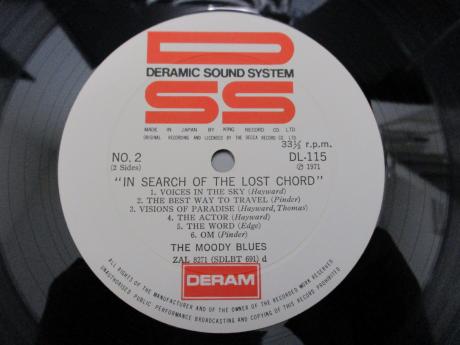 DSS
DERAMIC SOUND SYSTEM
MADE IN JAPAN BY KING RECORD CO. LTD.
ORIGINAL RECORDING AND LICENSED BY THE DECCA RECORD CO. LTD.
33⅓ r.p.m.
NO. 2
DL-115
(2 Sides)
℗ 1971
"IN SEARCH OF THE LOST CHORD"
1. VOICES IN THE SKY (Hayward)
2. THE BEST WAY TO TRAVEL (Pinder)
3. VISIONS OF PARADISE (Hayward, Thomas)
4. THE ACTOR (Hayward)
5. THE WORD (Edge)
6. OM (Pinder)
THE MOODY BLUES
ZAL 8271 (SDLBT 691) d
DERAM
ALL RIGHTS OF THE MANUFACTURER AND OF THE OWNER OF THE RECORDED WORK RESERVED
UNAUTHORISED PUBLIC PERFORMANCE BROADCASTING AND COPYING OF THIS RECORD PROHIBITED